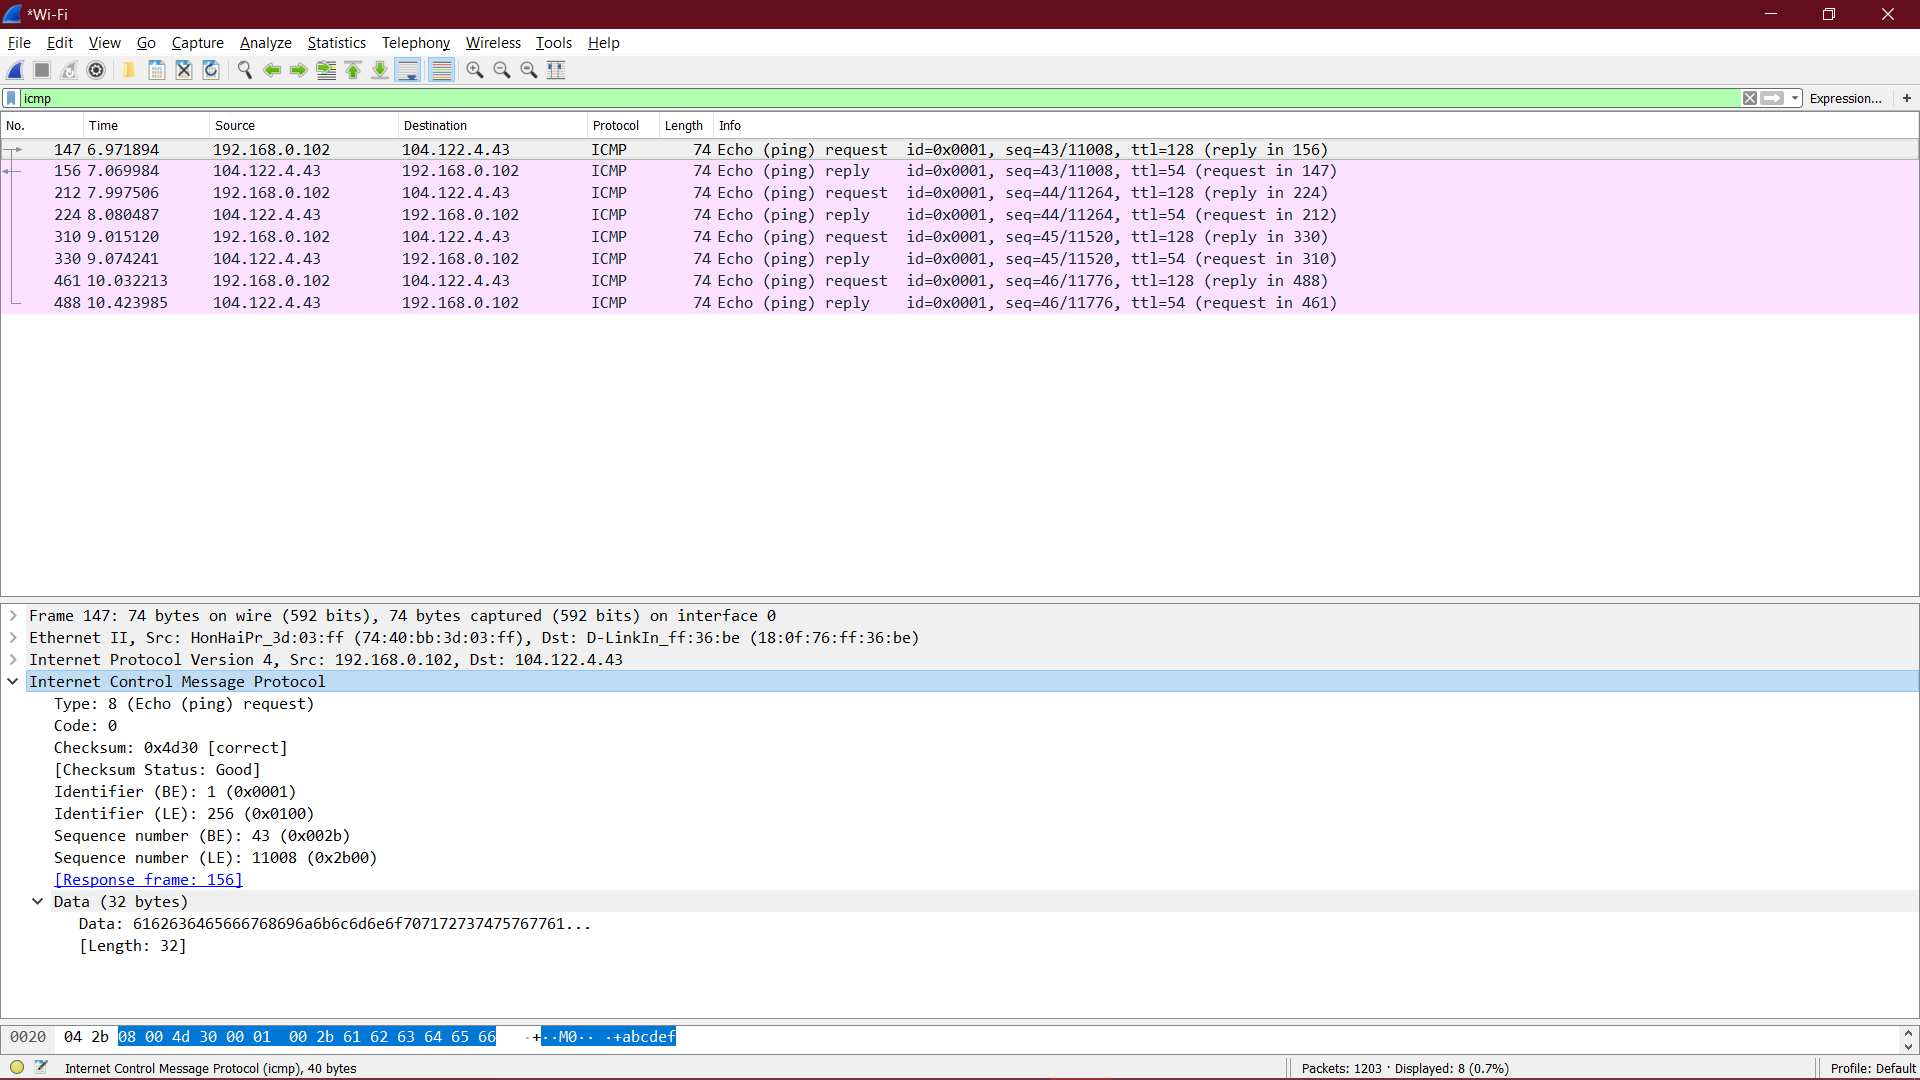 *Wi-Fi
File Edit View Go Capture Analyze Statistics Telephony Wireless Tools Help
icmp Expression... +
No. Time Source Destination Protocol Length Info
147 6.971894 192.168.0.102 104.122.4.43 ICMP 74 Echo (ping) request id=0x0001, seq=43/11008, ttl=128 (reply in 156)
156 7.069984 104.122.4.43 192.168.0.102 ICMP 74 Echo (ping) reply id=0x0001, seq=43/11008, ttl=54 (request in 147)
212 7.997506 192.168.0.102 104.122.4.43 ICMP 74 Echo (ping) request id=0x0001, seq=44/11264, ttl=128 (reply in 224)
224 8.080487 104.122.4.43 192.168.0.102 ICMP 74 Echo (ping) reply id=0x0001, seq=44/11264, ttl=54 (request in 212)
310 9.015120 192.168.0.102 104.122.4.43 ICMP 74 Echo (ping) request id=0x0001, seq=45/11520, ttl=128 (reply in 330)
330 9.074241 104.122.4.43 192.168.0.102 ICMP 74 Echo (ping) reply id=0x0001, seq=45/11520, ttl=54 (request in 310)
461 10.032213 192.168.0.102 104.122.4.43 ICMP 74 Echo (ping) request id=0x0001, seq=46/11776, ttl=128 (reply in 488)
488 10.423985 104.122.4.43 192.168.0.102 ICMP 74 Echo (ping) reply id=0x0001, seq=46/11776, ttl=54 (request in 461)
Frame 147: 74 bytes on wire (592 bits), 74 bytes captured (592 bits) on interface 0
Ethernet II, Src: HonHaiPr_3d:03:ff (74:40:bb:3d:03:ff), Dst: D-LinkIn_ff:36:be (18:0f:76:ff:36:be)
Internet Protocol Version 4, Src: 192.168.0.102, Dst: 104.122.4.43
Internet Control Message Protocol
Type: 8 (Echo (ping) request)
Code: 0
Checksum: 0x4d30 [correct]
[Checksum Status: Good]
Identifier (BE): 1 (0x0001)
Identifier (LE): 256 (0x0100)
Sequence number (BE): 43 (0x002b)
Sequence number (LE): 11008 (0x2b00)
[Response frame: 156]
Data (32 bytes)
Data: 6162636465666768696a6b6c6d6e6f7071727374757677​61...
[Length: 32]
0020 04 2b 08 00 4d 30 00 01 00 2b 61 62 63 64 65 66 ·+··M0·· ·+abcdef
Internet Control Message Protocol (icmp), 40 bytes Packets: 1203 · Displayed: 8 (0.7%) Profile: Default